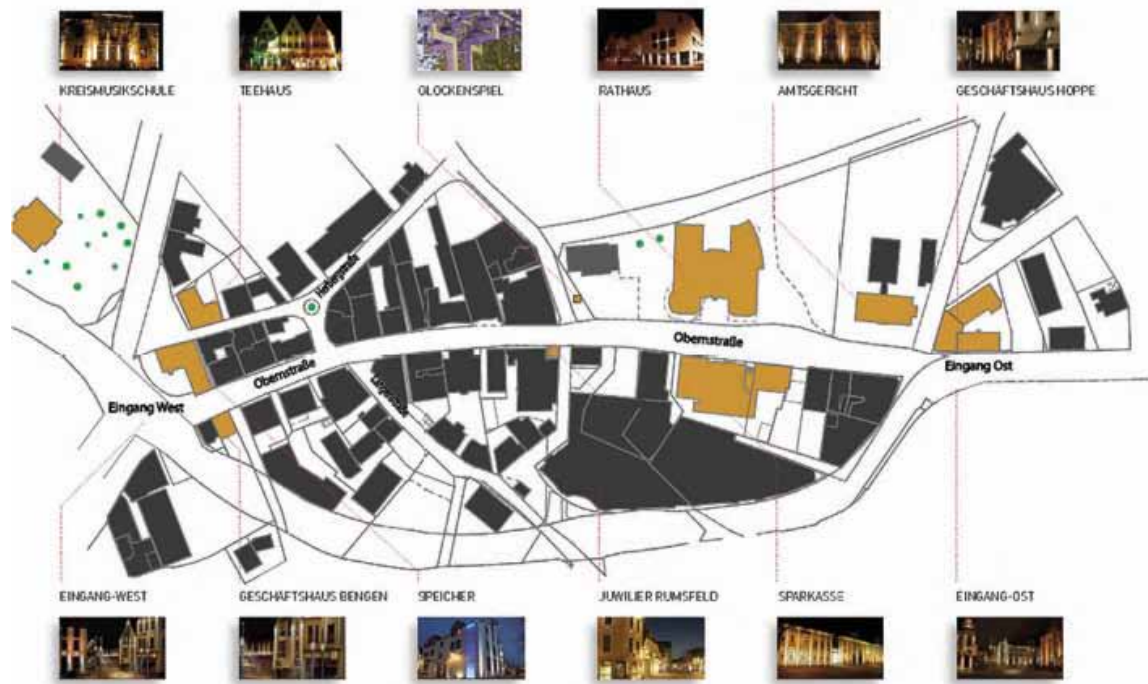 KREISMUSIKSCHULE
TEEHAUS
GLOCKENSPIEL
RATHAUS
AMTSGERICHT
GESCHÄFTSHAUS HOPPE
Obernstraße
Obernstraße
Langestraße
Eingang West
Eingang Ost
EINGANG-WEST
GESCHÄFTSHAUS BENGEN
SPEICHER
JUWILIER RUMSFELD
SPARKASSE
EINGANG-OST